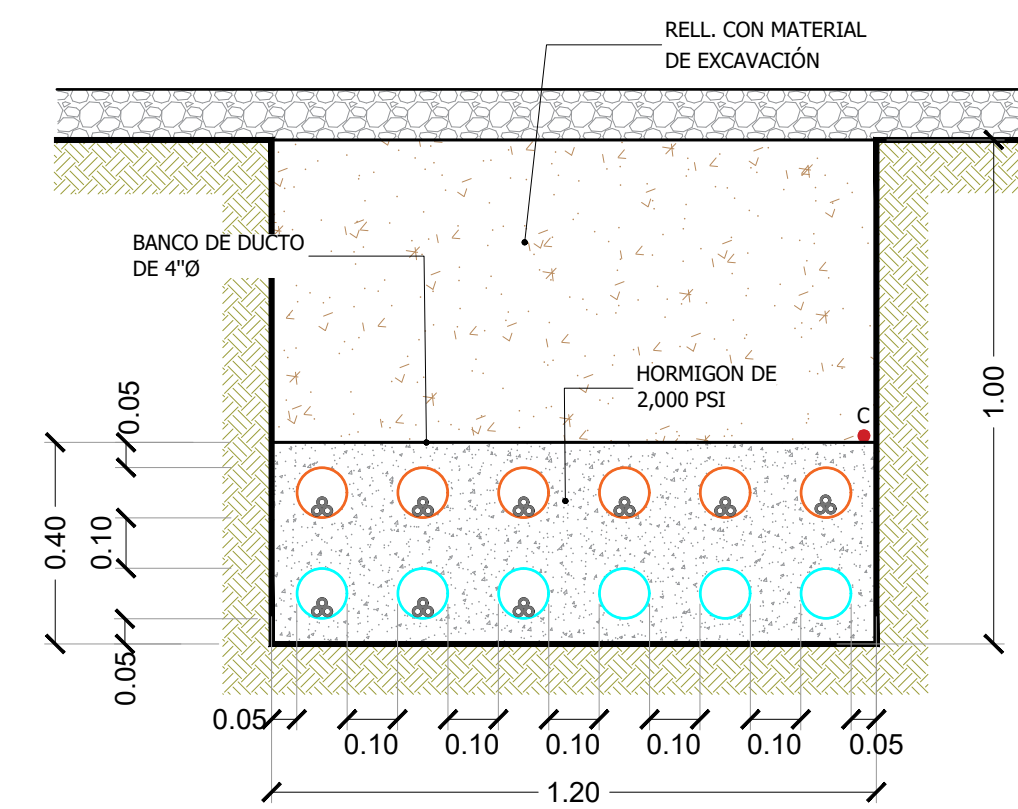 RELL. CON MATERIAL
DE EXCAVACIÓN
BANCO DE DUCTO
DE 4"Ø
HORMIGON DE
2,000 PSI
C
1.00
0.05
0.40
0.10
0.05
0.05
0.10
0.10
0.10
0.10
0.10
0.05
1.20